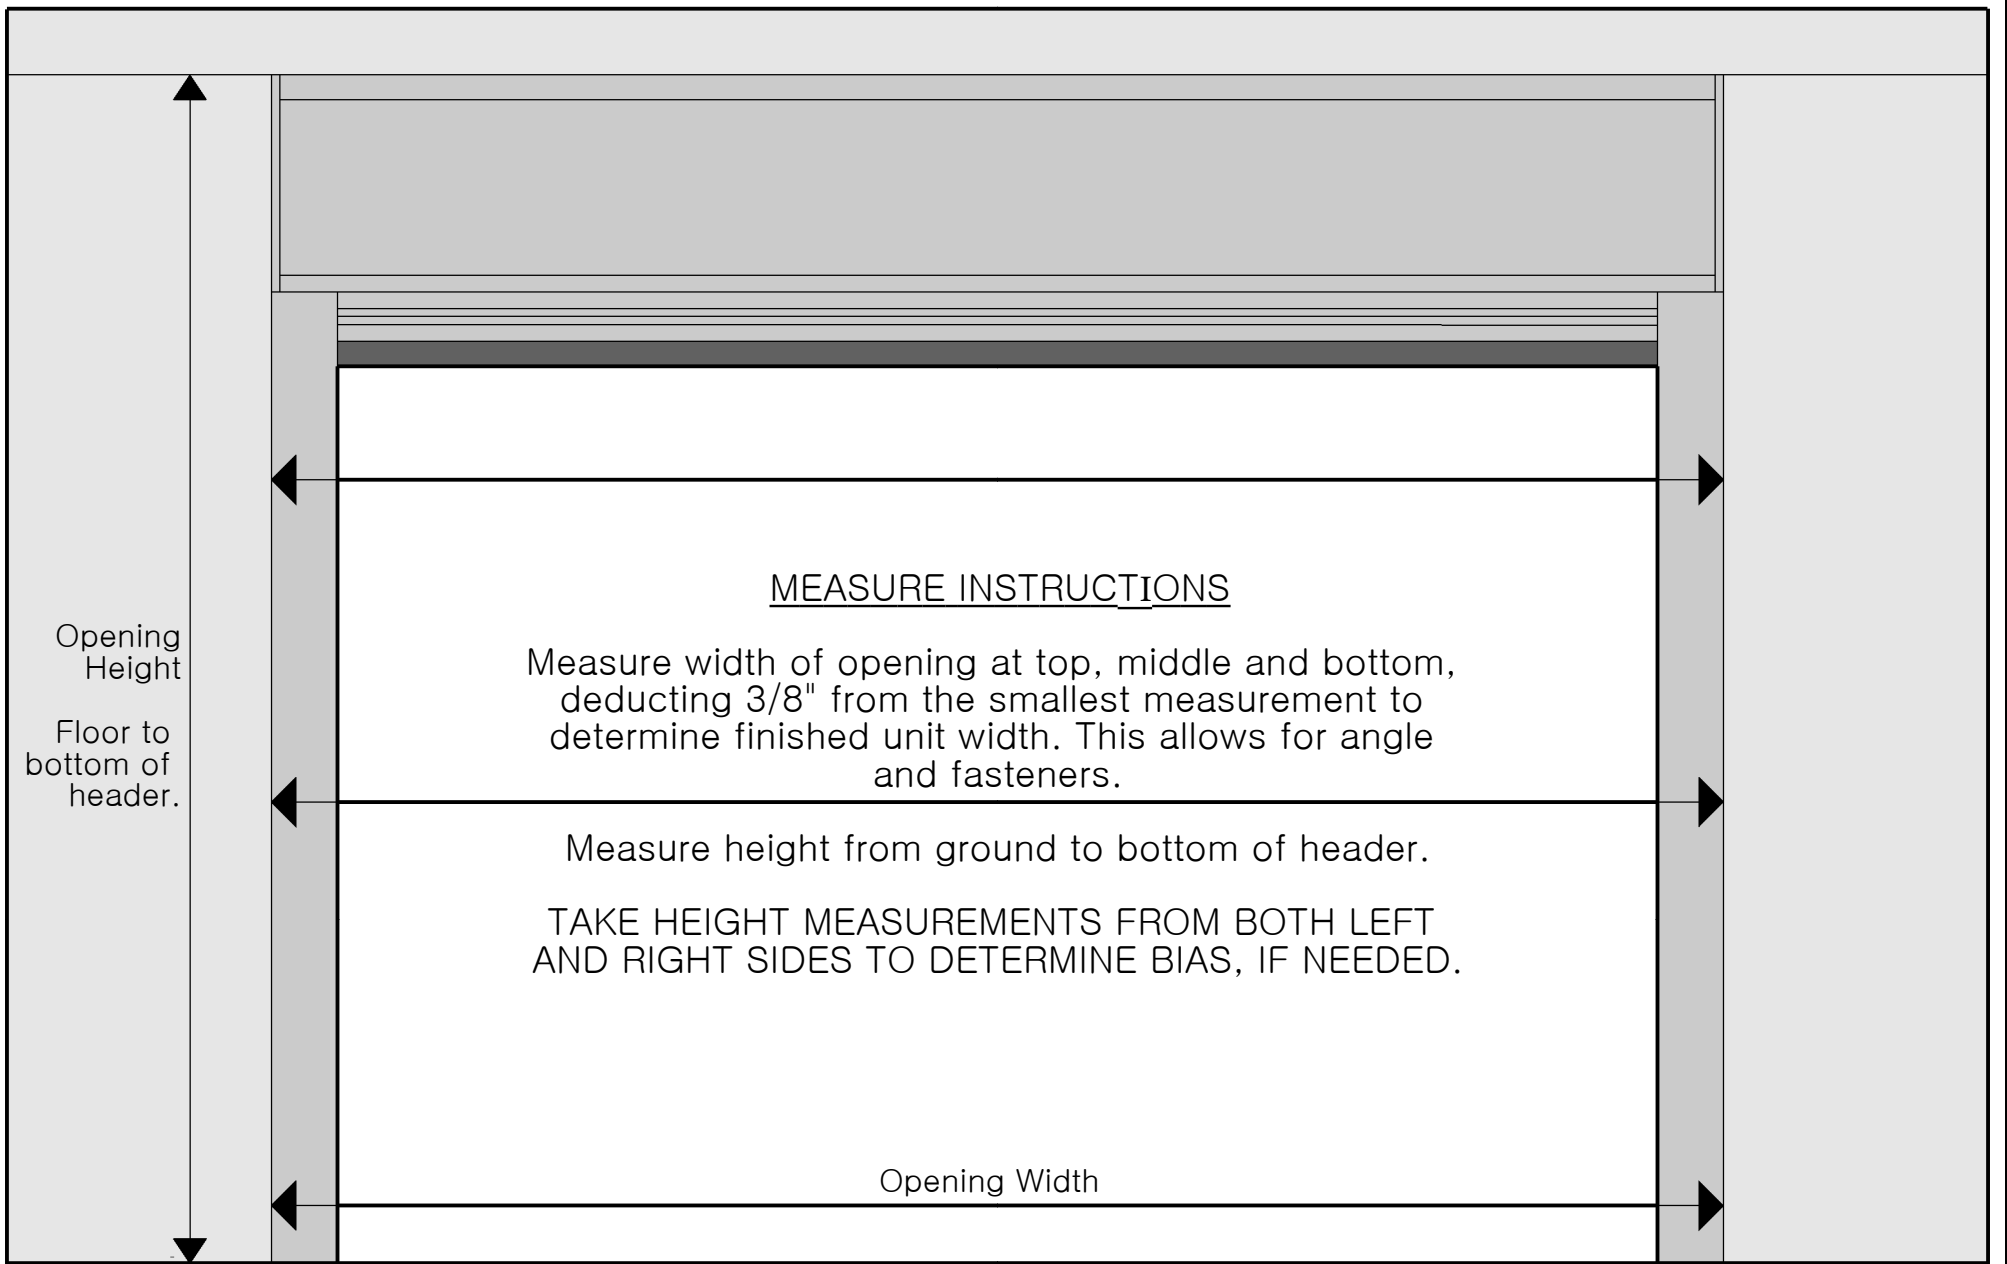 MEASURE INSTRUCTIONS
Measure width of opening at top, middle and bottom,
deducting 3/8" from the smallest measurement to
determine finished unit width. This allows for angle
and fasteners.
Measure height from ground to bottom of header.
TAKE HEIGHT MEASUREMENTS FROM BOTH LEFT
AND RIGHT SIDES TO DETERMINE BIAS, IF NEEDED.
Opening
Height
Floor to
bottom of
header.
Opening Width